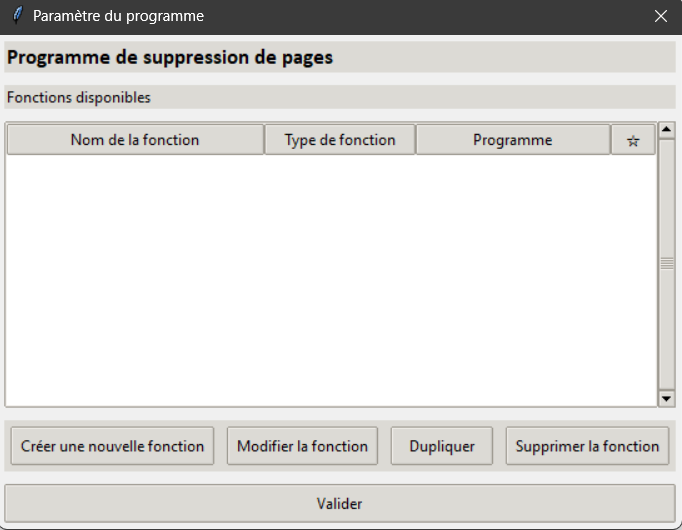 Paramètre du programme
Programme de suppression de pages
Fonctions disponibles
Nom de la fonction Type de fonction Programme ☆
Créer une nouvelle fonction Modifier la fonction Dupliquer Supprimer la fonction
Valider